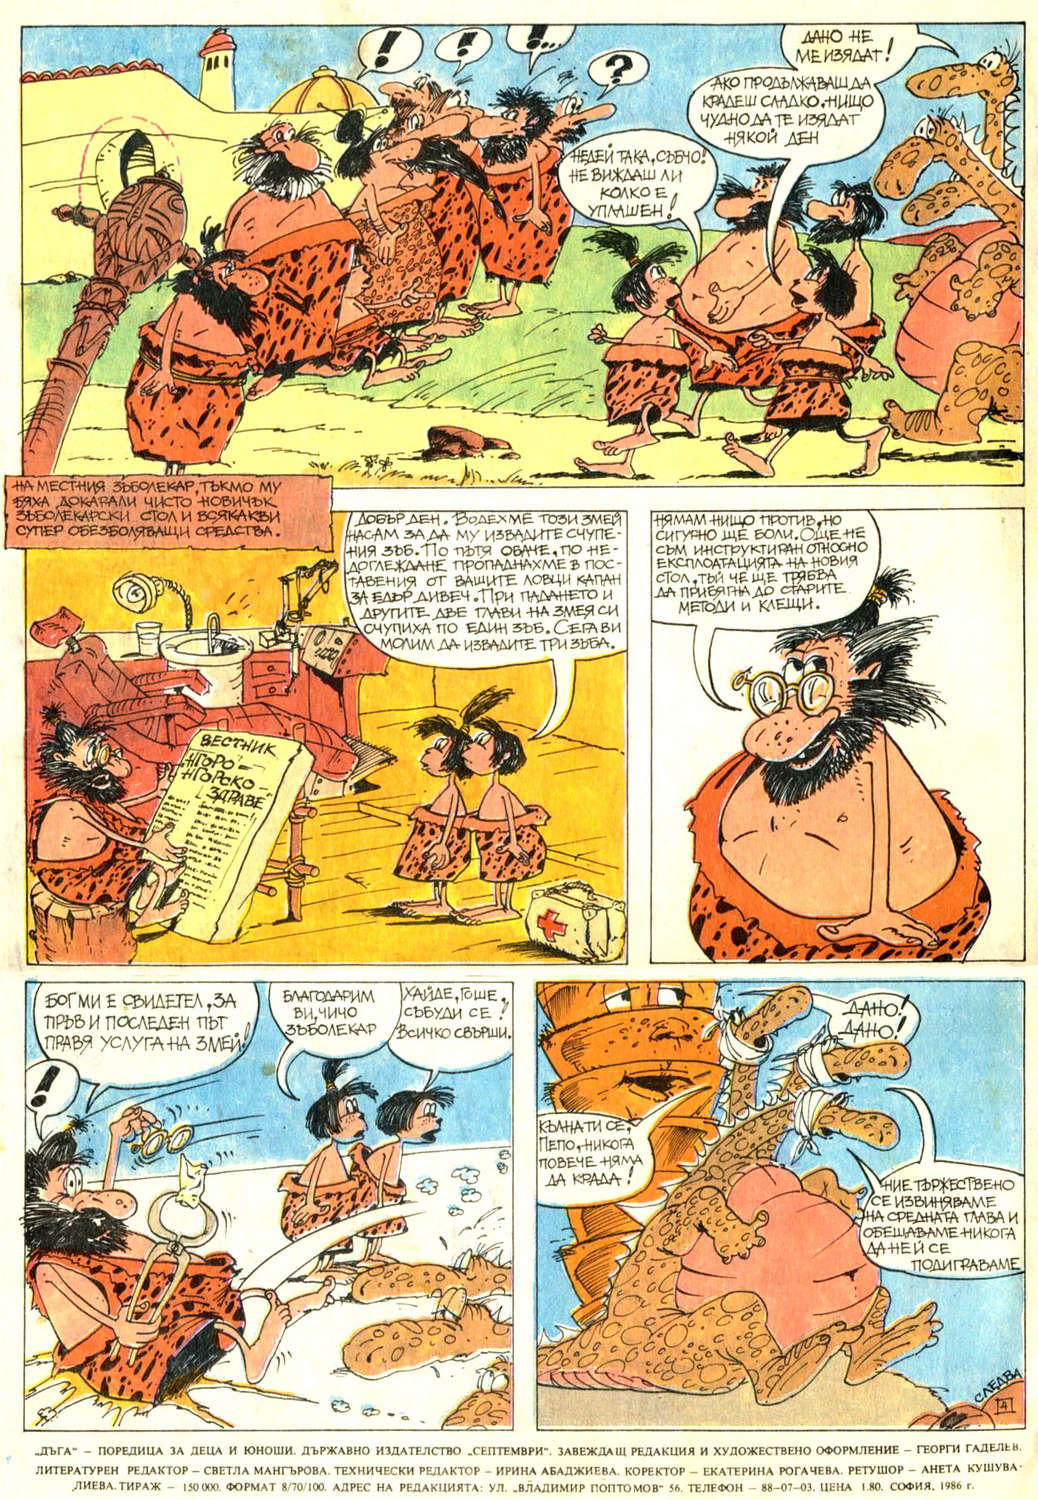 !
!
!..
?
ДАНО НЕ
МЕ ИЗЯДАТ!
АКО ПРОДЪЛЖАВАШ ДА
КРАДЕШ СЛАДКО, НИЩО
ЧУДНО ДА ТЕ ИЗЯДАТ
НЯКОЙ ДЕН
НЕДЕЙ ТАКА, СЪБЧО!
НЕ ВИЖДАШ ЛИ
КОЛКО Е
УПЛАШЕН!
НА МЕСТНИЯ ЗЪБОЛЕКАР, ТЪКМО МУ
БЯХА ДОКАРАЛИ ЧИСТО НОВИЧЪК
ЗЪБОЛЕКАРСКИ СТОЛ И ВСЯКАКВИ
СУПЕР ОБЕЗБОЛЯВАЩИ СРЕДСТВА.
ДОБЪР ДЕН. ВОДЕХМЕ ТОЗИ ЗМЕЙ
НАСАМ ЗА ДА МУ ИЗВАДИТЕ СЧУПЕ-
НИЯ ЗЪБ. ПО ПЪТЯ ОБАЧЕ, ПО НЕ-
ДОГЛЕЖДАНЕ ПРОПАДНАХМЕ В ПОС-
ТАВЕНИЯ ОТ ВАШИТЕ ЛОВЦИ КАПАН
ЗА ЕДЪР ДИВЕЧ. ПРИ ПАДАНЕТО И
ДРУГИТЕ ДВЕ ГЛАВИ НА ЗМЕЯ СИ
СЧУПИХА ПО ЕДИН ЗЪБ. СЕГА ВИ
МОЛИМ ДА ИЗВАДИТЕ ТРИ ЗЪБА.
ВЕСТНИК
"ГОРО-
ГОРСКО
ЗДРАВЕ"
НЯМАМ НИЩО ПРОТИВ, НО
СИГУРНО ЩЕ БОЛИ. ОЩЕ НЕ
СЪМ ИНСТРУКТИРАН ОТНОСНО
ЕКСПЛОАТАЦИЯТА НА НОВИЯ
СТОЛ, ТЪЙ ЧЕ ЩЕ ТРЯБВА
ДА ПРИБЯГНА ДО СТАРИТЕ
МЕТОДИ И КЛЕЩИ.
БОГ МИ Е СВИДЕТЕЛ, ЗА
ПРЪВ И ПОСЛЕДЕН ПЪТ
ПРАВЯ УСЛУГА НА ЗМЕЙ!
!
БЛАГОДАРИМ
ВИ, ЧИЧО
ЗЪБОЛЕКАР
ХАЙДЕ, ГОШЕ,
СЪБУДИ СЕ!
ВСИЧКО СВЪРШИ.
ДАНО!
ДАНО!
КЪЛНА ТИ СЕ,
ПЕПО, НИКОГА
ПОВЕЧЕ НЯМА
ДА КРАДА!
НИЕ ТЪРЖЕСТВЕНО
СЕ ИЗВИНЯВАМЕ
НА СРЕДНАТА ГЛАВА И
ОБЕЩАВАМЕ НИКОГА
ДА НЕ Й СЕ
ПОДИГРАВАМЕ
СЛЕДВА
4
„ДЪГА“ – ПОРЕДИЦА ЗА ДЕЦА И ЮНОШИ. ДЪРЖАВНО ИЗДАТЕЛСТВО „СЕПТЕМВРИ“. ЗАВЕЖДАЩ РЕДАКЦИЯ И ХУДОЖЕСТВЕНО ОФОРМЛЕНИЕ – ГЕОРГИ ГАДЕЛЕВ.
ЛИТЕРАТУРЕН РЕДАКТОР – СВЕТЛА МАНГЪРОВА. ТЕХНИЧЕСКИ РЕДАКТОР – ИРИНА АБАДЖИЕВА. КОРЕКТОР – ЕКАТЕРИНА РОГАЧЕВА. РЕТУШОР – АНЕТА КУШУВА-
ЛИЕВА. ТИРАЖ – 150 000. ФОРМАТ 8/70/100. АДРЕС НА РЕДАКЦИЯТА: УЛ. „ВЛАДИМИР ПОПТОМОВ“ 56. ТЕЛЕФОН – 88–07–03. ЦЕНА 1.80. СОФИЯ, 1986 г.